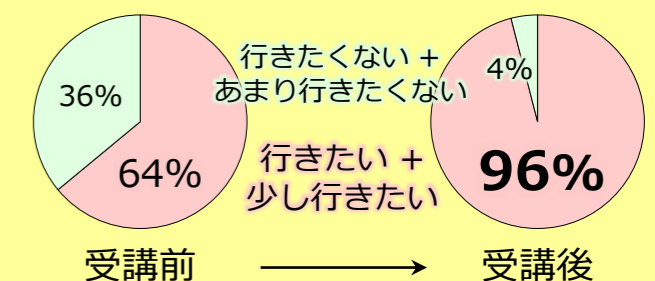 行きたくない +
あまり行きたくない
36%
4%
行きたい +
少し行きたい
64%
96%
受講前
受講後